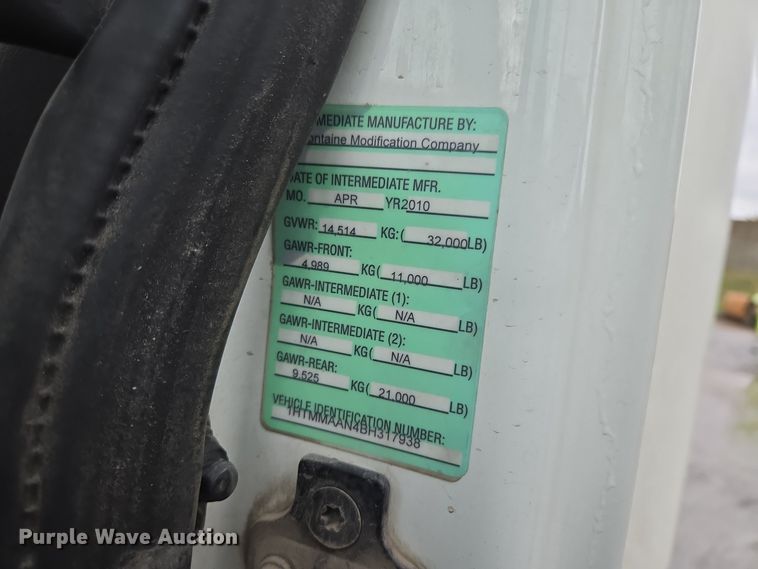 MEDIATE MANUFACTURE BY:
ontaine Modification Company
DATE OF INTERMEDIATE MFR.
MO. APR YR2010
GVWR: 14,514 KG:( 32,000LB)
GAWR-FRONT:
4,989 KG( 11,000 LB)
GAWR-INTERMEDIATE (1):
N/A KG( N/A LB)
GAWR-INTERMEDIATE (2):
N/A KG( N/A LB)
GAWR-REAR:
9,525 KG( 21,000 LB)
VEHICLE IDENTIFICATION NUMBER:
1HTMMAAN4BH317938
Purple Wave Auction